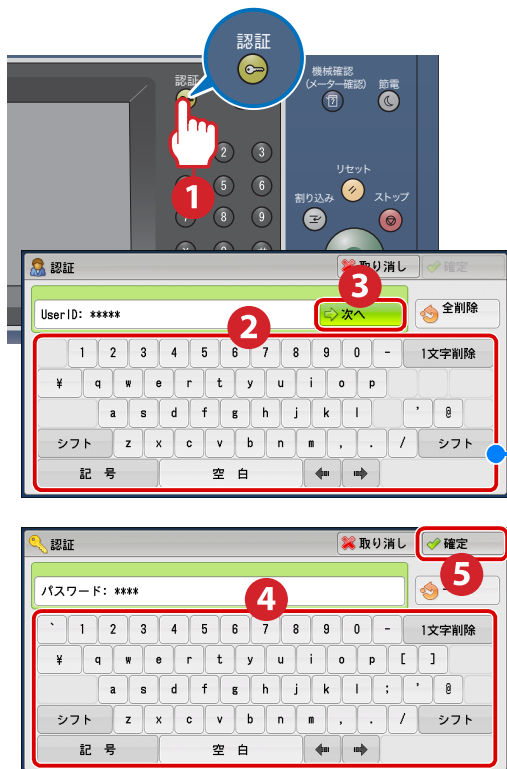 認証
認証
機械確認
(メーター確認)
節電
2 3
リセット
1
5 6
割り込み
ストップ
7 8 9
認証
取り消し
確定
3
UserID: *****
次へ
全削除
2
1 2 3 4 5 6 7 8 9 0 - 1文字削除
¥ q w e r t y u i o p
a s d f g h j k l ' @
シフト z x c v b n m , . / シフト
記 号 空 白
認証
取り消し
確定
5
パスワード: ****
4
` 1 2 3 4 5 6 7 8 9 0 - 1文字削除
¥ q w e r t y u i o p [ ]
a s d f g h j k l ; ' @
シフト z x c v b n m , . / シフト
記 号 空 白